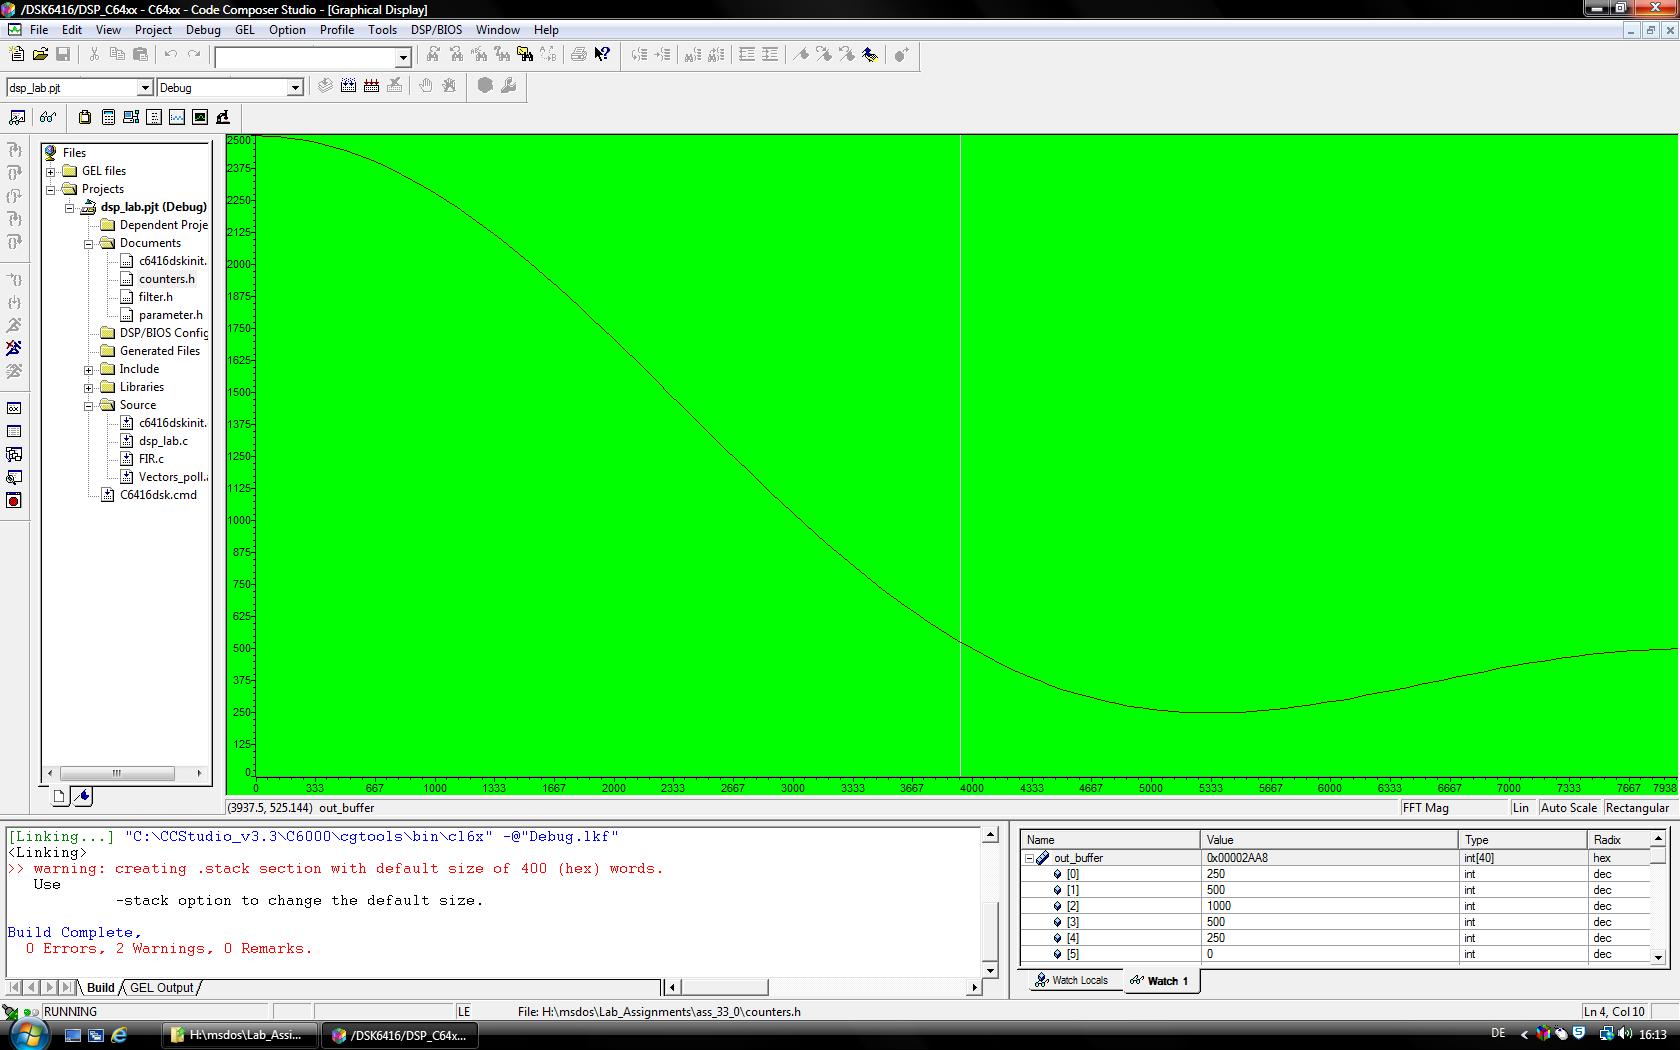 /DSK6416/DSP_C64xx - C64xx - Code Composer Studio - [Graphical Display]
File Edit View Project Debug GEL Option Profile Tools DSP/BIOS Window Help
dsp_lab.pjt Debug
Files
GEL files
Projects
dsp_lab.pjt (Debug)
Dependent Proje
Documents
c6416dskinit.
counters.h
filter.h
parameter.h
DSP/BIOS Config
Generated Files
Include
Libraries
Source
c6416dskinit.
dsp_lab.c
FIR.c
Vectors_poll.
C6416dsk.cmd
2500
2375
2250
2125
2000
1875
1750
1625
1500
1375
1250
1125
1000
875
750
625
500
375
250
125
0
0 333 667 1000 1333 1667 2000 2333 2667 3000 3333 3667 4000 4333 4667 5000 5333 5667 6000 6333 6667 7000 7333 7667 7938
(3937.5, 525.144) out_buffer FFT Mag Lin Auto Scale Rectangular
[Linking...] "C:\CCStudio_v3.3\C6000\cgtools\bin\cl6x" -@"Debug.lkf"
<Linking>
>> warning: creating .stack section with default size of 400 (hex) words.
Use
-stack option to change the default size.
Build Complete,
0 Errors, 2 Warnings, 0 Remarks.
Build GEL Output
Name Value Type Radix
out_buffer 0x00002AA8 int[40] hex
[0] 250 int dec
[1] 500 int dec
[2] 1000 int dec
[3] 500 int dec
[4] 250 int dec
[5] 0 int dec
Watch Locals Watch 1
RUNNING LE File: H:\msdos\Lab_Assignments\ass_33_0\counters.h Ln 4, Col 10
H:\msdos\Lab_Assi... /DSK6416/DSP_C64x... DE 16:13